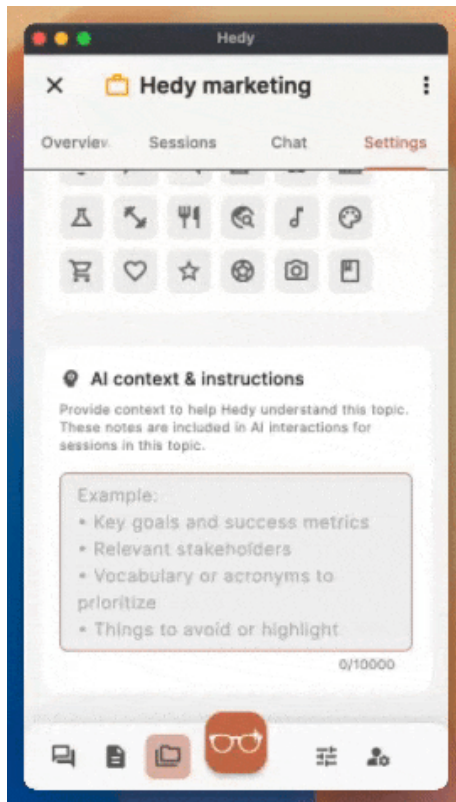 Hedy
Hedy marketing
Overview Sessions Chat Settings
AI context & instructions
Provide context to help Hedy understand this topic.
These notes are included in AI interactions for
sessions in this topic.
Example:
• Key goals and success metrics
• Relevant stakeholders
• Vocabulary or acronyms to
prioritize
• Things to avoid or highlight
0/10000